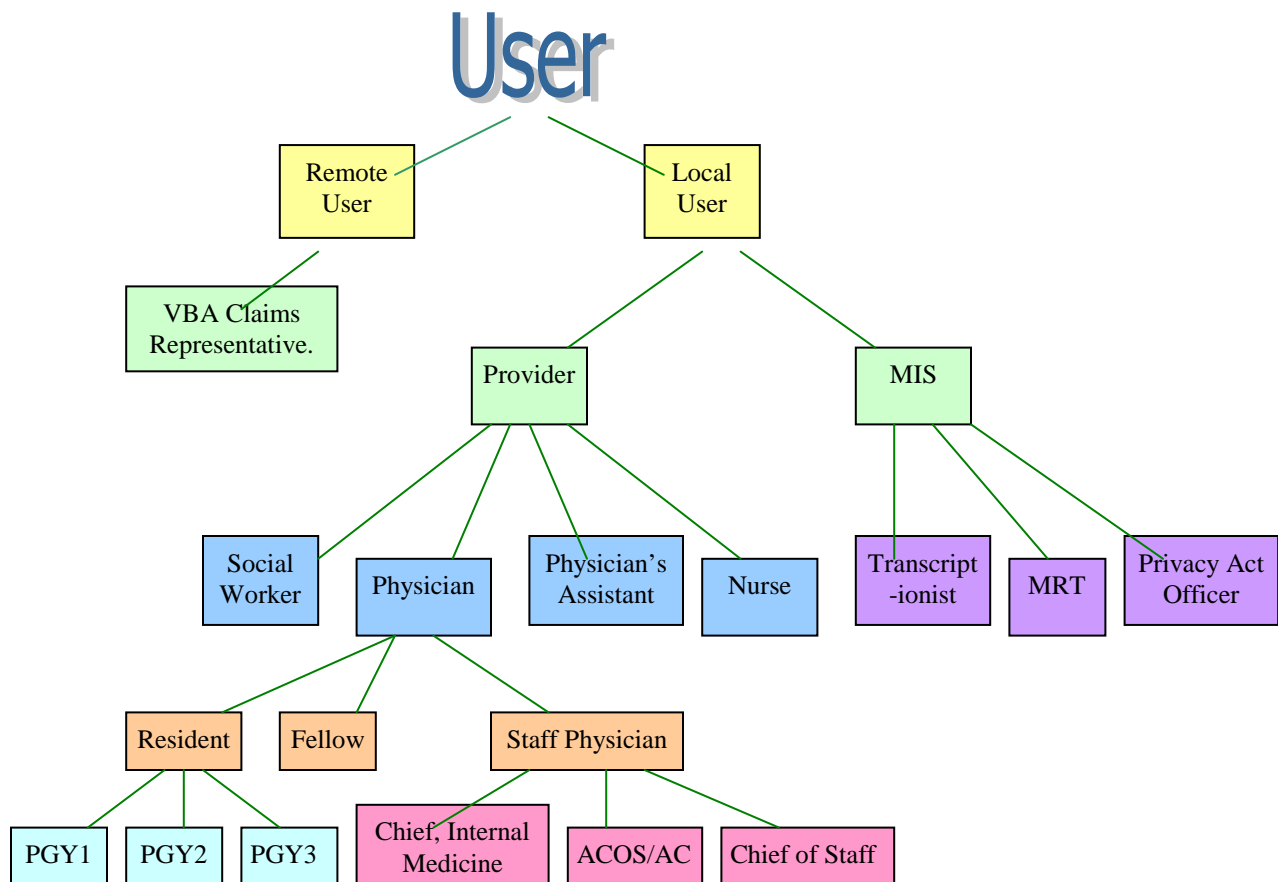 User
Remote
User
Local
User
VBA Claims
Representative.
Provider
MIS
Social
Worker
Physician
Physician’s
Assistant
Nurse
Transcript
-ionist
MRT
Privacy Act
Officer
Resident
Fellow
Staff Physician
PGY1
PGY2
PGY3
Chief, Internal
Medicine
ACOS/AC
Chief of Staff